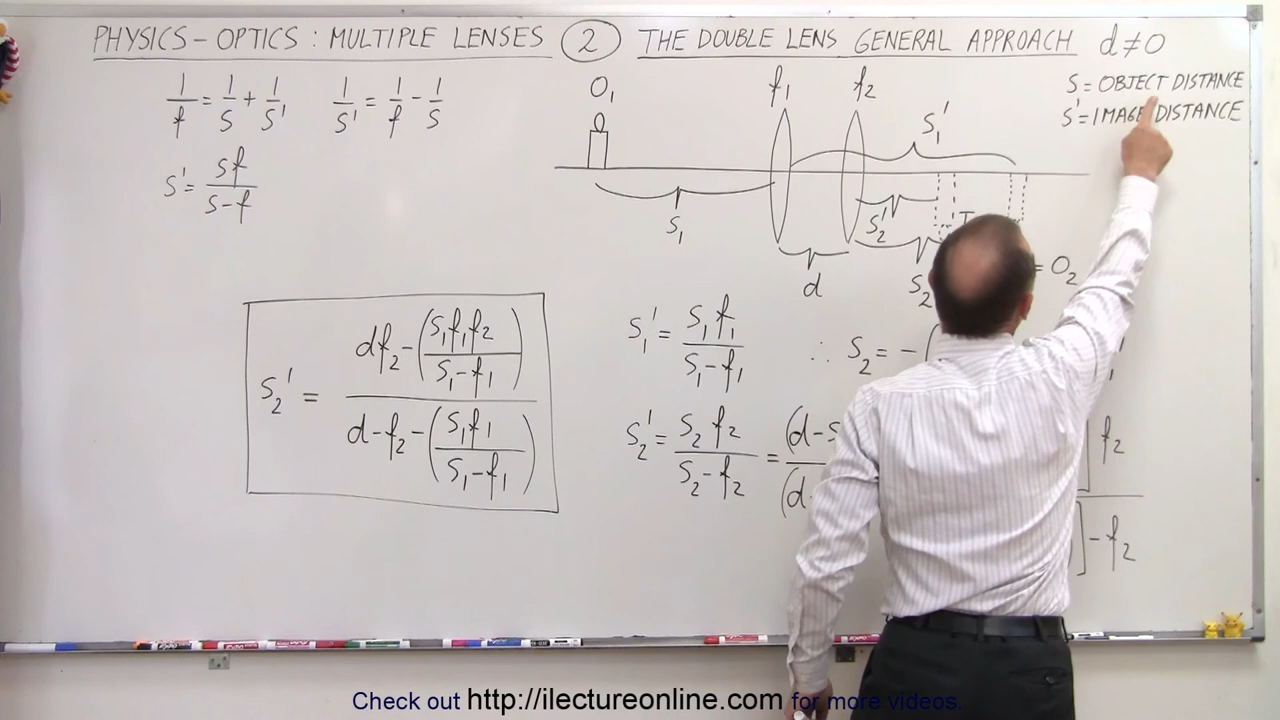 PHYSICS – OPTICS : MULTIPLE LENSES 2 THE DOUBLE LENS GENERAL APPROACH d ≠ 0
1/f = 1/S + 1/S' 1/S' = 1/f - 1/S
S' = Sf/(S-f)
S = OBJECT DISTANCE
S' = IMAGE DISTANCE
O₁ f₁ f₂ S₁'
S₁ S₂'
d S₂ = O₂
S₁' = S₁f₁/(S₁-f₁) ∴ S₂ = -(
S₂' = S₂f₂/(S₂-f₂) = (d-S
(d-
] f₂
] - f₂
S₂' = (df₂ - (S₁f₁f₂/(S₁-f₁)))/(d - f₂ - (S₁f₁/(S₁-f₁)))
Check out http://ilectureonline.com for more videos.